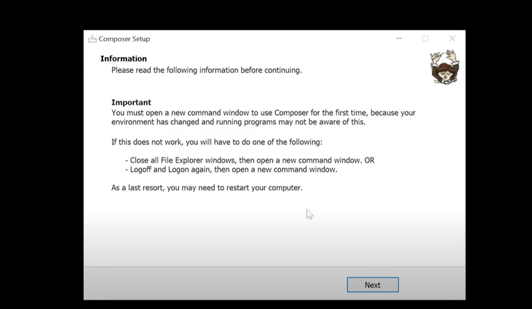 Composer Setup
Information
Please read the following information before continuing.
Important
You must open a new command window to use Composer for the first time, because your
environment has changed and running programs may not be aware of this.
If this does not work, you will have to do one of the following:
- Close all File Explorer windows, then open a new command window. OR
- Logoff and Logon again, then open a new command window.
As a last resort, you may need to restart your computer.
Next